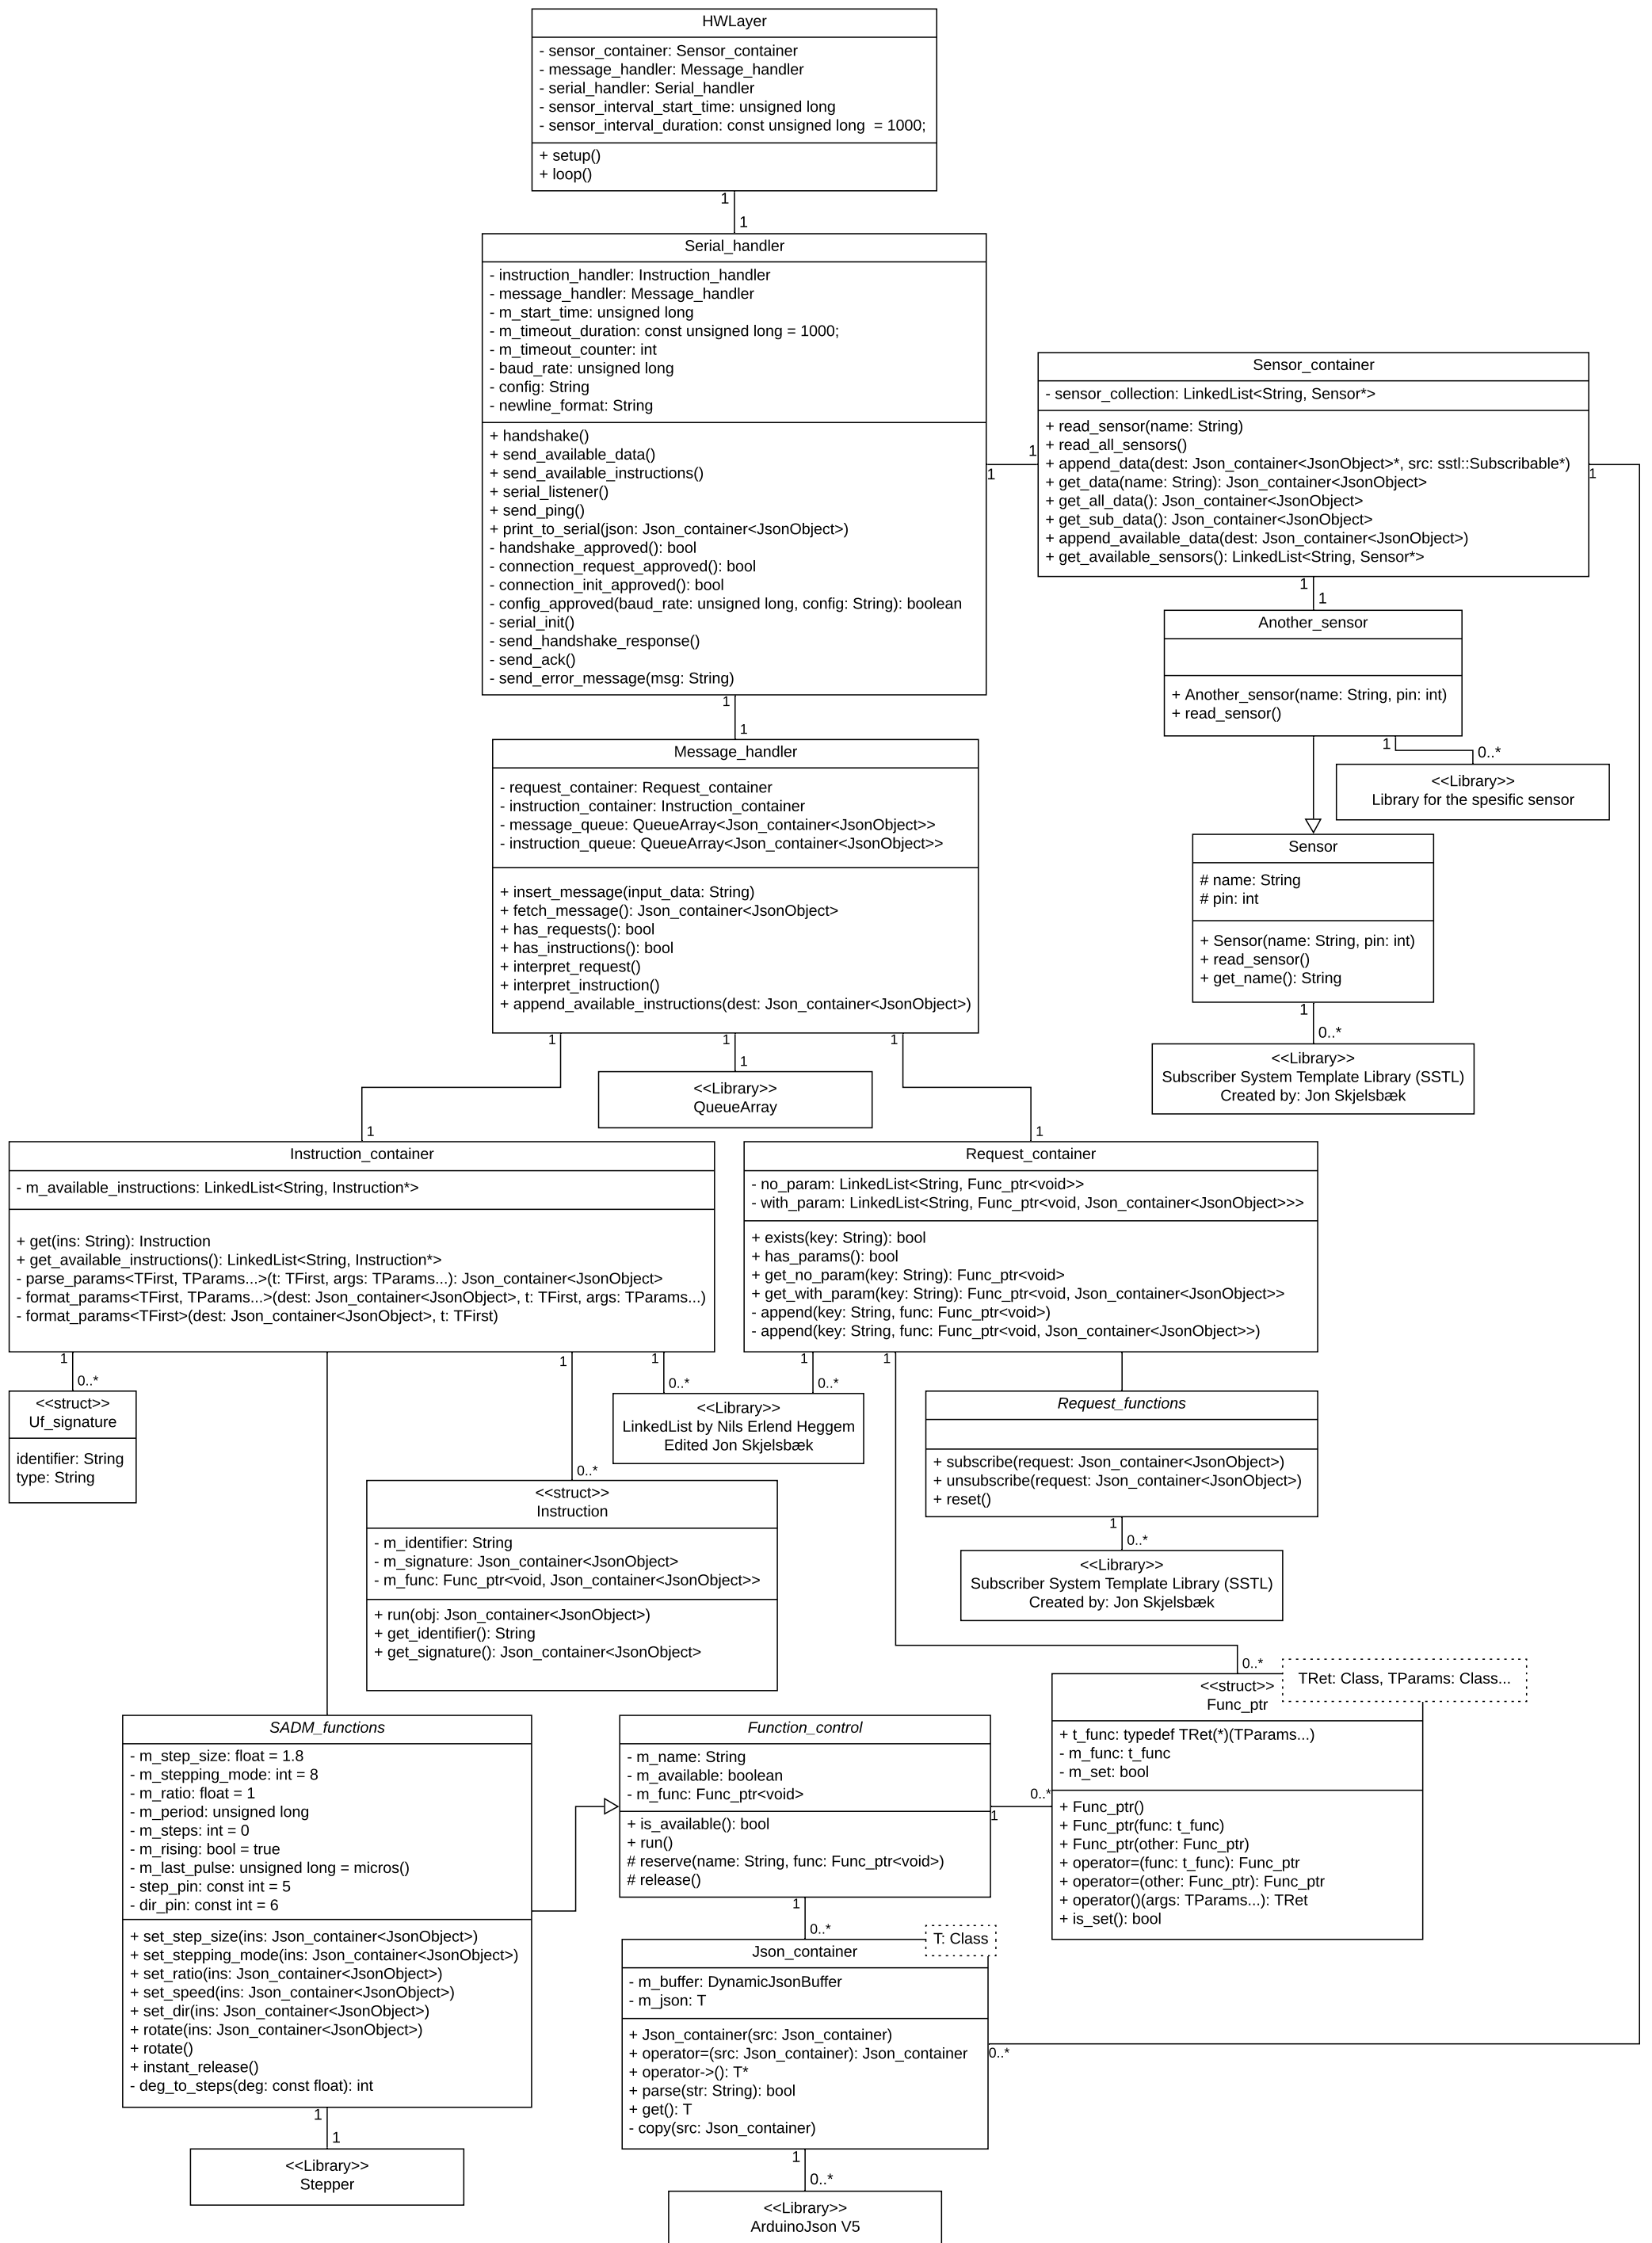 HWLayer
- sensor_container: Sensor_container
- message_handler: Message_handler
- serial_handler: Serial_handler
- sensor_interval_start_time: unsigned long
- sensor_interval_duration: const unsigned long  = 1000;
+ setup()
+ loop()
1
1
Serial_handler
- instruction_handler: Instruction_handler
- message_handler: Message_handler
- m_start_time: unsigned long
- m_timeout_duration: const unsigned long = 1000;
- m_timeout_counter: int
- baud_rate: unsigned long
- config: String
- newline_format: String
+ handshake()
+ send_available_data()
+ send_available_instructions()
+ serial_listener()
+ send_ping()
+ print_to_serial(json: Json_container<JsonObject>)
- handshake_approved(): bool
- connection_request_approved(): bool
- connection_init_approved(): bool
- config_approved(baud_rate: unsigned long, config: String): boolean
- serial_init()
- send_handshake_response()
- send_ack()
- send_error_message(msg: String)
1
1
Sensor_container
- sensor_collection: LinkedList<String, Sensor*>
+ read_sensor(name: String)
+ read_all_sensors()
+ append_data(dest: Json_container<JsonObject>*, src: sstl::Subscribable*)
+ get_data(name: String): Json_container<JsonObject>
+ get_all_data(): Json_container<JsonObject>
+ get_sub_data(): Json_container<JsonObject>
+ append_available_data(dest: Json_container<JsonObject>)
+ get_available_sensors(): LinkedList<String, Sensor*>
1
1
1
Another_sensor
+ Another_sensor(name: String, pin: int)
+ read_sensor()
1
0..*
<<Library>>
Library for the spesific sensor
Sensor
# name: String
# pin: int
+ Sensor(name: String, pin: int)
+ read_sensor()
+ get_name(): String
1
0..*
<<Library>>
Subscriber System Template Library (SSTL)
Created by: Jon Skjelsbæk
1
1
Message_handler
- request_container: Request_container
- instruction_container: Instruction_container
- message_queue: QueueArray<Json_container<JsonObject>>
- instruction_queue: QueueArray<Json_container<JsonObject>>
+ insert_message(input_data: String)
+ fetch_message(): Json_container<JsonObject>
+ has_requests(): bool
+ has_instructions(): bool
+ interpret_request()
+ interpret_instruction()
+ append_available_instructions(dest: Json_container<JsonObject>)
1
1
1
1
<<Library>>
QueueArray
1
1
Instruction_container
- m_available_instructions: LinkedList<String, Instruction*>
+ get(ins: String): Instruction
+ get_available_instructions(): LinkedList<String, Instruction*>
- parse_params<TFirst, TParams...>(t: TFirst, args: TParams...): Json_container<JsonObject>
- format_params<TFirst, TParams...>(dest: Json_container<JsonObject>, t: TFirst, args: TParams...)
- format_params<TFirst>(dest: Json_container<JsonObject>, t: TFirst)
Request_container
- no_param: LinkedList<String, Func_ptr<void>>
- with_param: LinkedList<String, Func_ptr<void, Json_container<JsonObject>>>
+ exists(key: String): bool
+ has_params(): bool
+ get_no_param(key: String): Func_ptr<void>
+ get_with_param(key: String): Func_ptr<void, Json_container<JsonObject>>
- append(key: String, func: Func_ptr<void>)
- append(key: String, func: Func_ptr<void, Json_container<JsonObject>>)
1
0..*
1
1
0..*
1
0..*
1
<<struct>>
Uf_signature
identifier: String
type: String
<<Library>>
LinkedList by Nils Erlend Heggem
Edited Jon Skjelsbæk
Request_functions
+ subscribe(request: Json_container<JsonObject>)
+ unsubscribe(request: Json_container<JsonObject>)
+ reset()
1
0..*
<<Library>>
Subscriber System Template Library (SSTL)
Created by: Jon Skjelsbæk
0..*
<<struct>>
Instruction
- m_identifier: String
- m_signature: Json_container<JsonObject>
- m_func: Func_ptr<void, Json_container<JsonObject>>
+ run(obj: Json_container<JsonObject>)
+ get_identifier(): String
+ get_signature(): Json_container<JsonObject>
0..*
TRet: Class, TParams: Class...
<<struct>>
Func_ptr
+ t_func: typedef TRet(*)(TParams...)
- m_func: t_func
- m_set: bool
+ Func_ptr()
+ Func_ptr(func: t_func)
+ Func_ptr(other: Func_ptr)
+ operator=(func: t_func): Func_ptr
+ operator=(other: Func_ptr): Func_ptr
+ operator()(args: TParams...): TRet
+ is_set(): bool
SADM_functions
- m_step_size: float = 1.8
- m_stepping_mode: int = 8
- m_ratio: float = 1
- m_period: unsigned long
- m_steps: int = 0
- m_rising: bool = true
- m_last_pulse: unsigned long = micros()
- step_pin: const int = 5
- dir_pin: const int = 6
+ set_step_size(ins: Json_container<JsonObject>)
+ set_stepping_mode(ins: Json_container<JsonObject>)
+ set_ratio(ins: Json_container<JsonObject>)
+ set_speed(ins: Json_container<JsonObject>)
+ set_dir(ins: Json_container<JsonObject>)
+ rotate(ins: Json_container<JsonObject>)
+ rotate()
+ instant_release()
- deg_to_steps(deg: const float): int
1
1
<<Library>>
Stepper
Function_control
- m_name: String
- m_available: boolean
- m_func: Func_ptr<void>
+ is_available(): bool
+ run()
# reserve(name: String, func: Func_ptr<void>)
# release()
0..*
1
1
0..*
T: Class
Json_container
- m_buffer: DynamicJsonBuffer
- m_json: T
+ Json_container(src: Json_container)
+ operator=(src: Json_container): Json_container
+ operator->(): T*
+ parse(str: String): bool
+ get(): T
- copy(src: Json_container)
0..*
1
0..*
<<Library>>
ArduinoJson V5